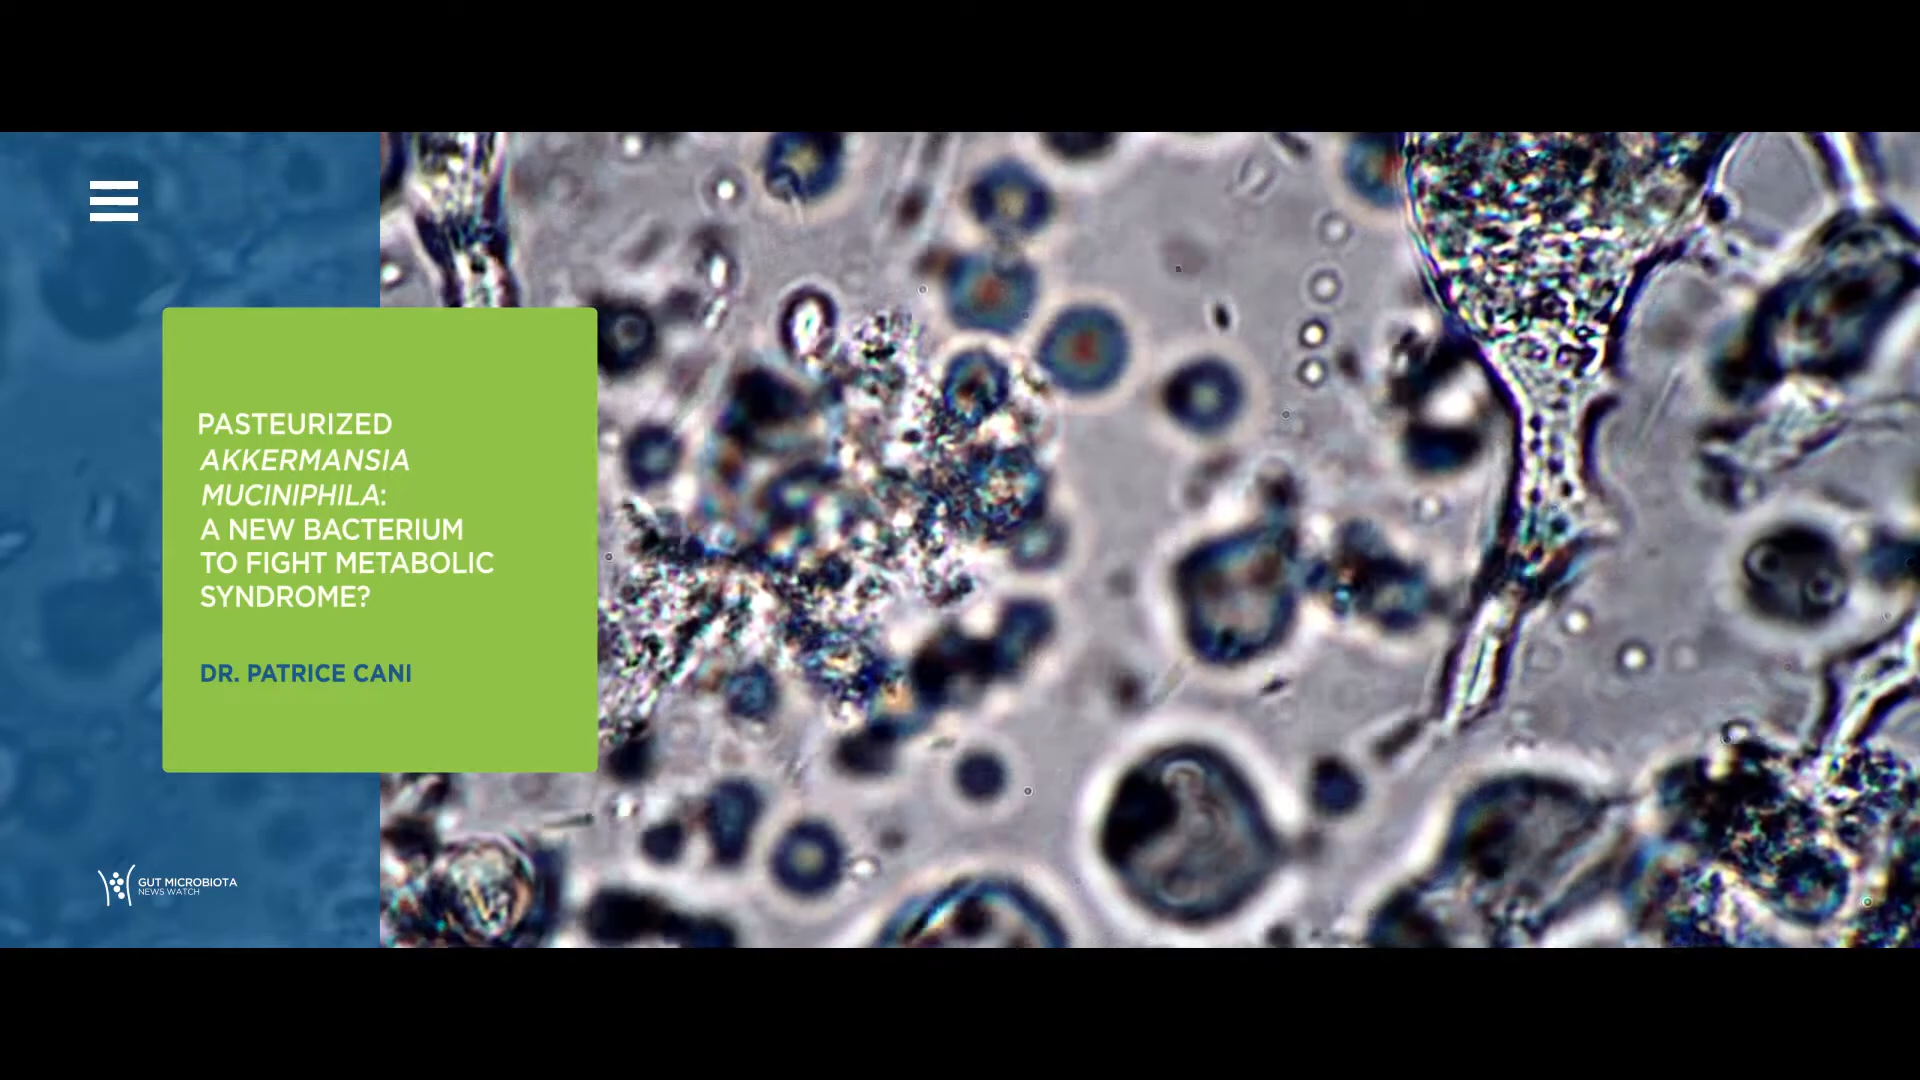 PASTEURIZED
AKKERMANSIA
MUCINIPHILA:
A NEW BACTERIUM
TO FIGHT METABOLIC
SYNDROME?
DR. PATRICE CANI
GUT MICROBIOTA
NEWS WATCH